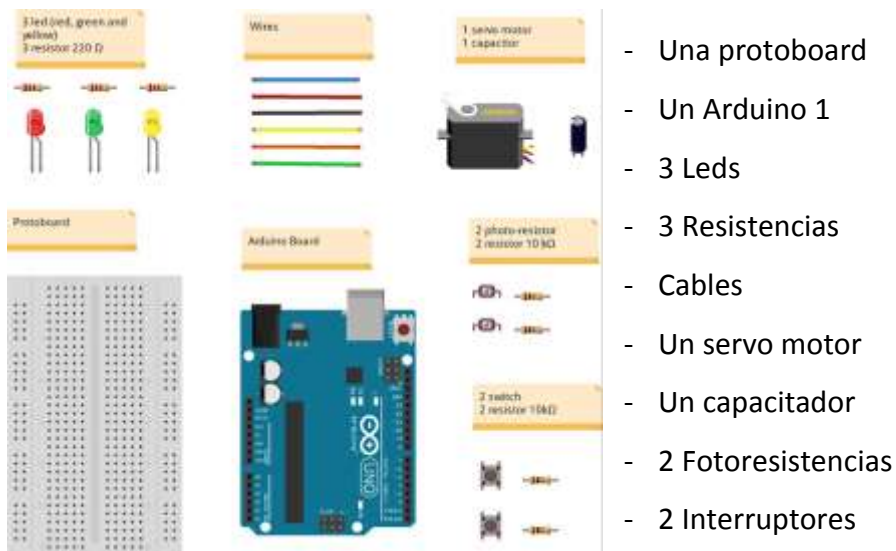 3 led (red, green and
yellow)
3 resistor 220 Ω
Wires
1 servo motor
1 capacitor
Protoboard
Arduino Board
2 photo-resistor
2 resistor 10 kΩ
2 switch
2 resistor 10kΩ
UNO
- Una protoboard
- Un Arduino 1
- 3 Leds
- 3 Resistencias
- Cables
- Un servo motor
- Un capacitador
- 2 Fotoresistencias
- 2 Interruptores